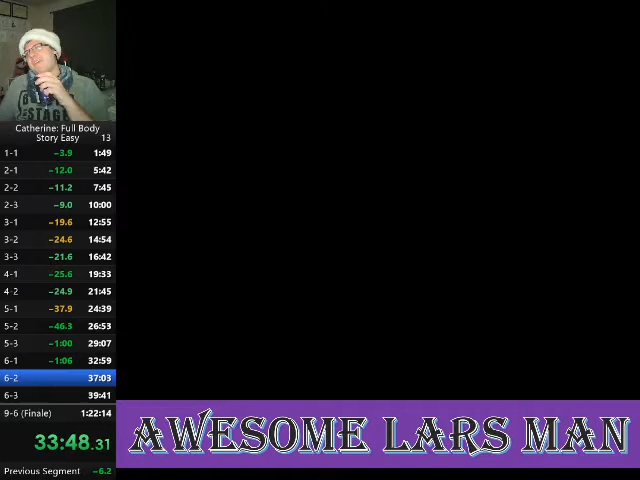 Catherine: Full Body
Story Easy 13
1-1 −3.9 1:49
2-1 −12.0 5:42
2-2 −11.2 7:45
2-3 −9.0 10:00
3-1 −19.6 12:55
3-2 −24.6 14:54
3-3 −21.6 16:42
4-1 −25.6 19:33
4-2 −24.9 21:45
5-1 −37.9 24:39
5-2 −46.3 26:53
5-3 −1:00 29:07
6-1 −1:06 32:59
6-2 37:03
6-3 39:41
9-6 (Finale) 1:22:14
33:48.31
Previous Segment −6.2
AWESOME LARS MAN